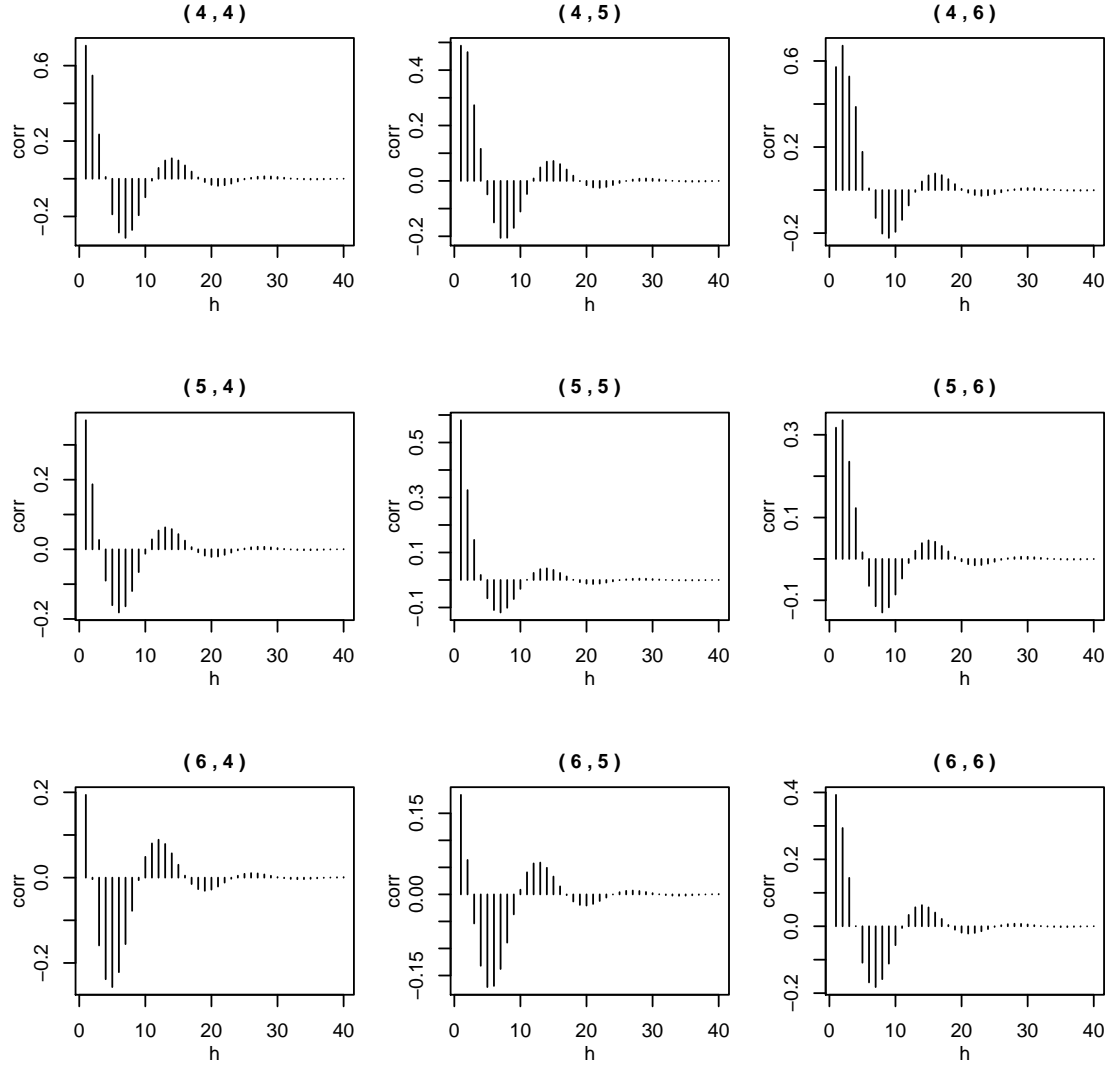 ( 4 , 4 ) ( 4 , 5 ) ( 4 , 6 )
corr −0.2 0.2 0.6
corr −0.2 0.0 0.2 0.4
corr −0.2 0.2 0.6
0 10 20 30 40 0 10 20 30 40 0 10 20 30 40
h h h
( 5 , 4 ) ( 5 , 5 ) ( 5 , 6 )
corr −0.2 0.0 0.2
corr −0.1 0.1 0.3 0.5
corr −0.1 0.1 0.3
0 10 20 30 40 0 10 20 30 40 0 10 20 30 40
h h h
( 6 , 4 ) ( 6 , 5 ) ( 6 , 6 )
corr −0.2 0.0 0.2
corr −0.15 0.00 0.15
corr −0.2 0.0 0.2 0.4
0 10 20 30 40 0 10 20 30 40 0 10 20 30 40
h h h